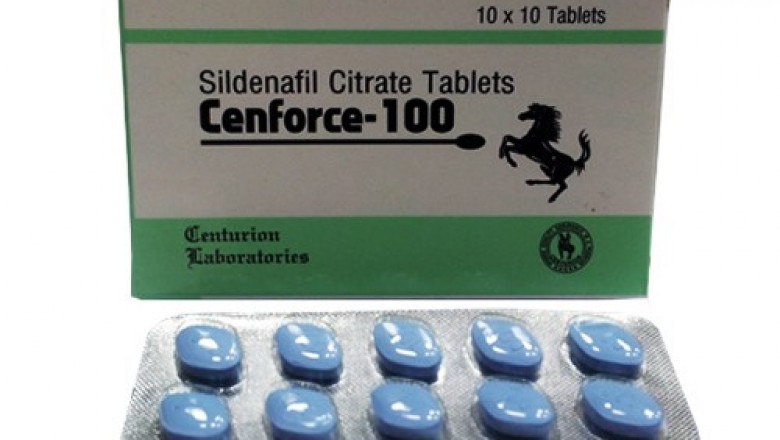 10 x 10 Tablets
Sildenafil Citrate Tablets
Cenforce-100
Centurion
Laboratories